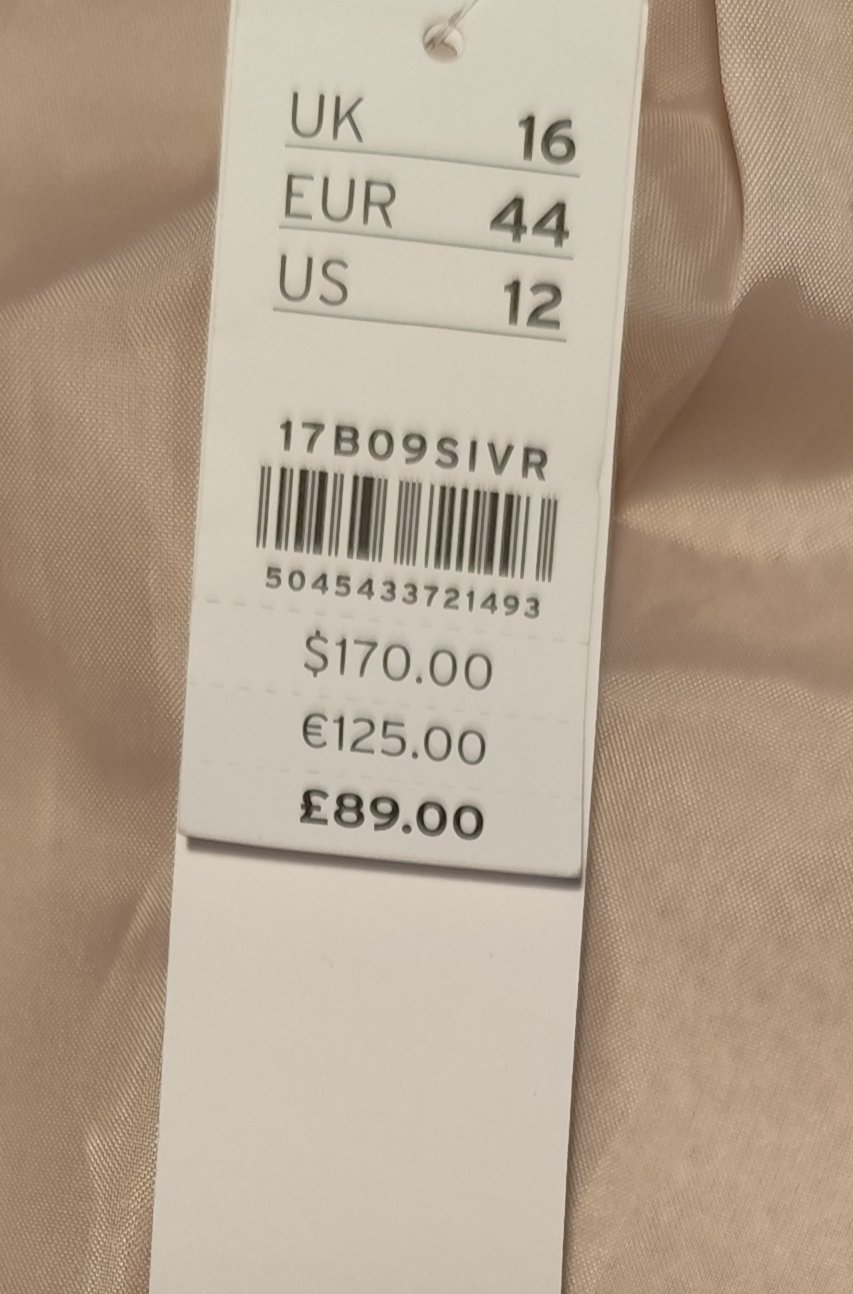 UK 16
EUR 44
US 12
17B09SIVR
5045433721493
$170.00
€125.00
£89.00